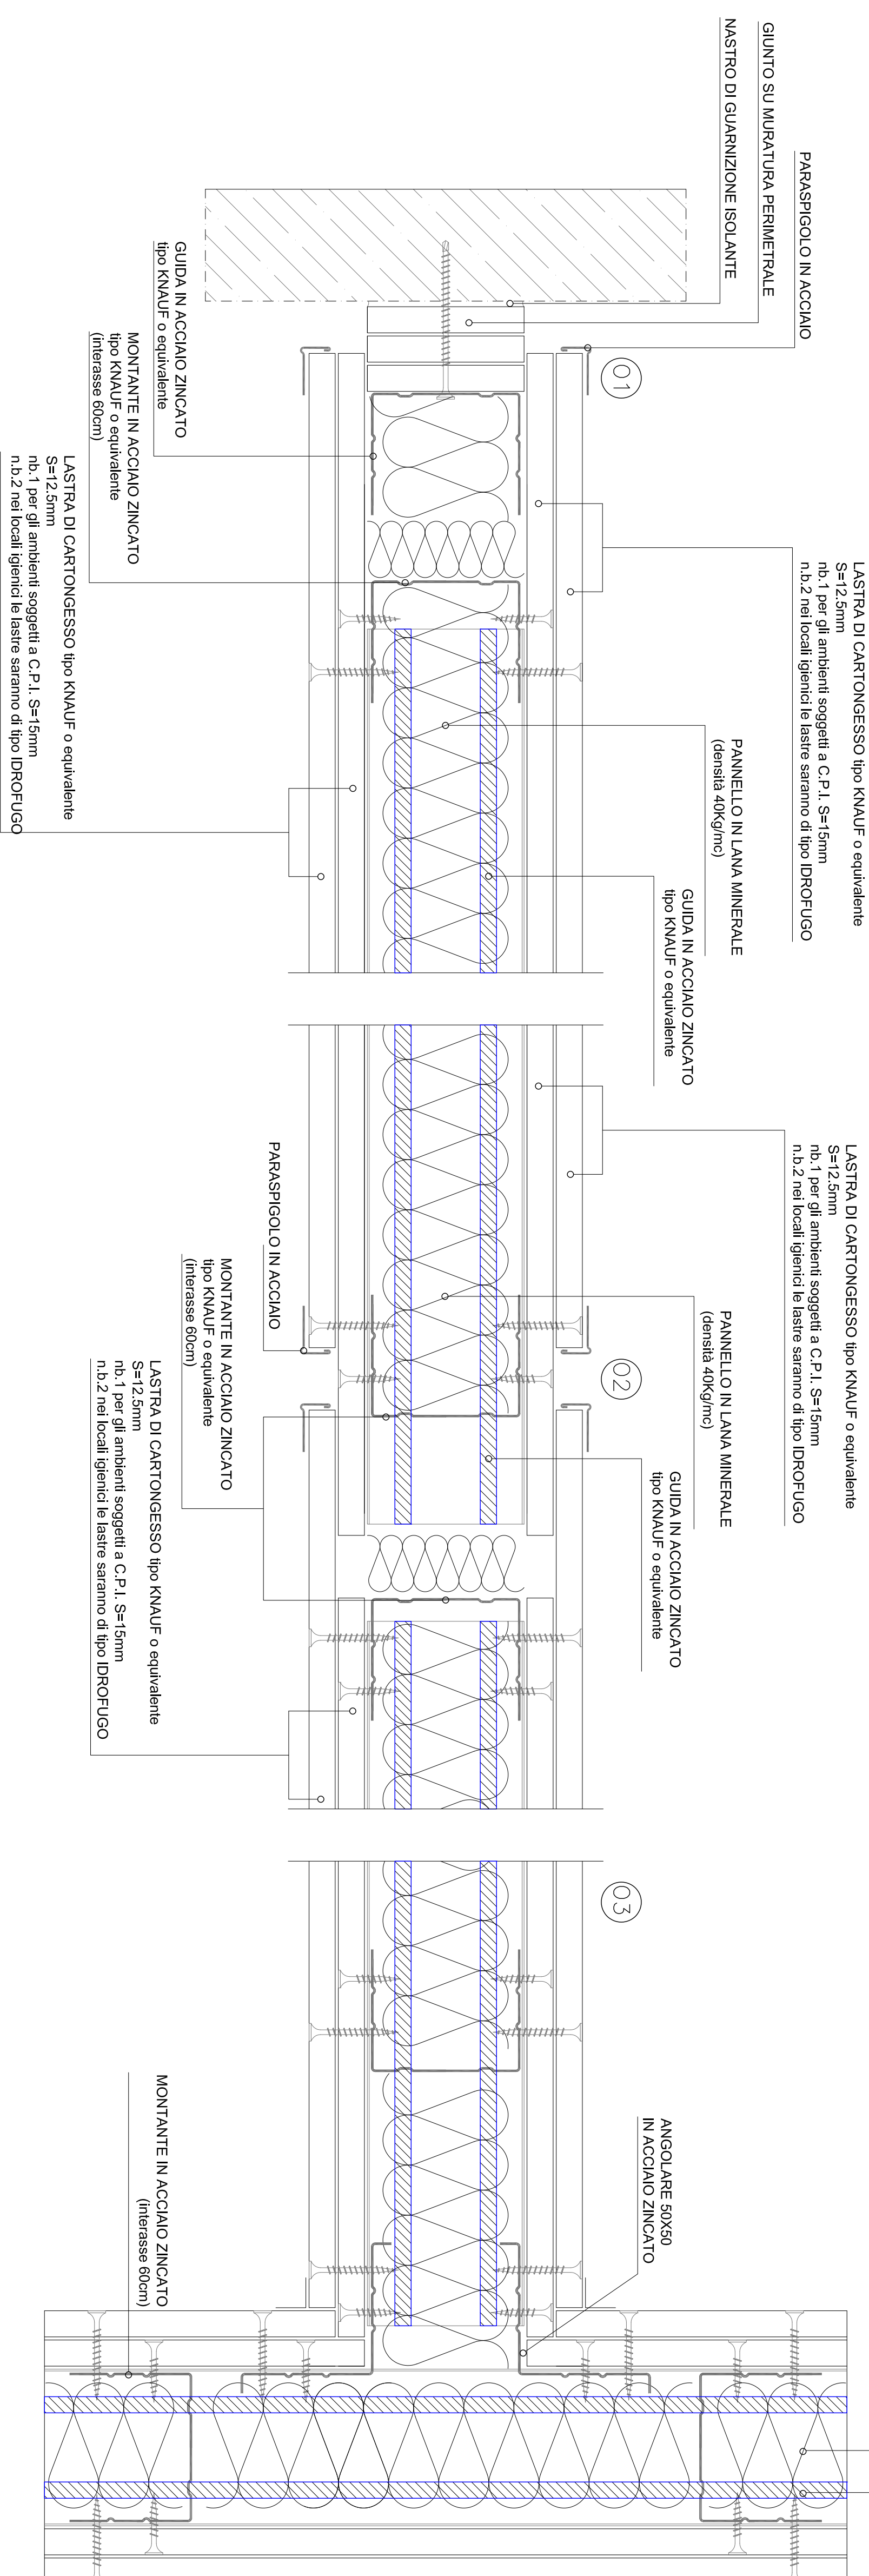 PARASPIGOLO IN ACCIAIO
GIUNTO SU MURATURA PERIMETRALE
NASTRO DI GUARNIZIONE ISOLANTE
01
GUIDA IN ACCIAIO ZINCATO
tipo KNAUF o equivalente
MONTANTE IN ACCIAIO ZINCATO
tipo KNAUF o equivalente
(interasse 60cm)
LASTRA DI CARTONGESSO tipo KNAUF o equivalente
S=12.5mm
nb.1 per gli ambienti soggetti a C.P.I. S=15mm
n.b.2 nei locali igienici le lastre saranno di tipo IDROFUGO
LASTRA DI CARTONGESSO tipo KNAUF o equivalente
S=12.5mm
nb.1 per gli ambienti soggetti a C.P.I. S=15mm
n.b.2 nei locali igienici le lastre saranno di tipo IDROFUGO
PANNELLO IN LANA MINERALE
(densità 40Kg/mc)
GUIDA IN ACCIAIO ZINCATO
tipo KNAUF o equivalente
LASTRA DI CARTONGESSO tipo KNAUF o equivalente
S=12.5mm
nb.1 per gli ambienti soggetti a C.P.I. S=15mm
n.b.2 nei locali igienici le lastre saranno di tipo IDROFUGO
PANNELLO IN LANA MINERALE
(densità 40Kg/mc)
GUIDA IN ACCIAIO ZINCATO
tipo KNAUF o equivalente
02
PARASPIGOLO IN ACCIAIO
MONTANTE IN ACCIAIO ZINCATO
tipo KNAUF o equivalente
(interasse 60cm)
LASTRA DI CARTONGESSO tipo KNAUF o equivalente
S=12.5mm
nb.1 per gli ambienti soggetti a C.P.I. S=15mm
n.b.2 nei locali igienici le lastre saranno di tipo IDROFUGO
03
ANGOLARE 50X50
IN ACCIAIO ZINCATO
MONTANTE IN ACCIAIO ZINCATO
(interasse 60cm)